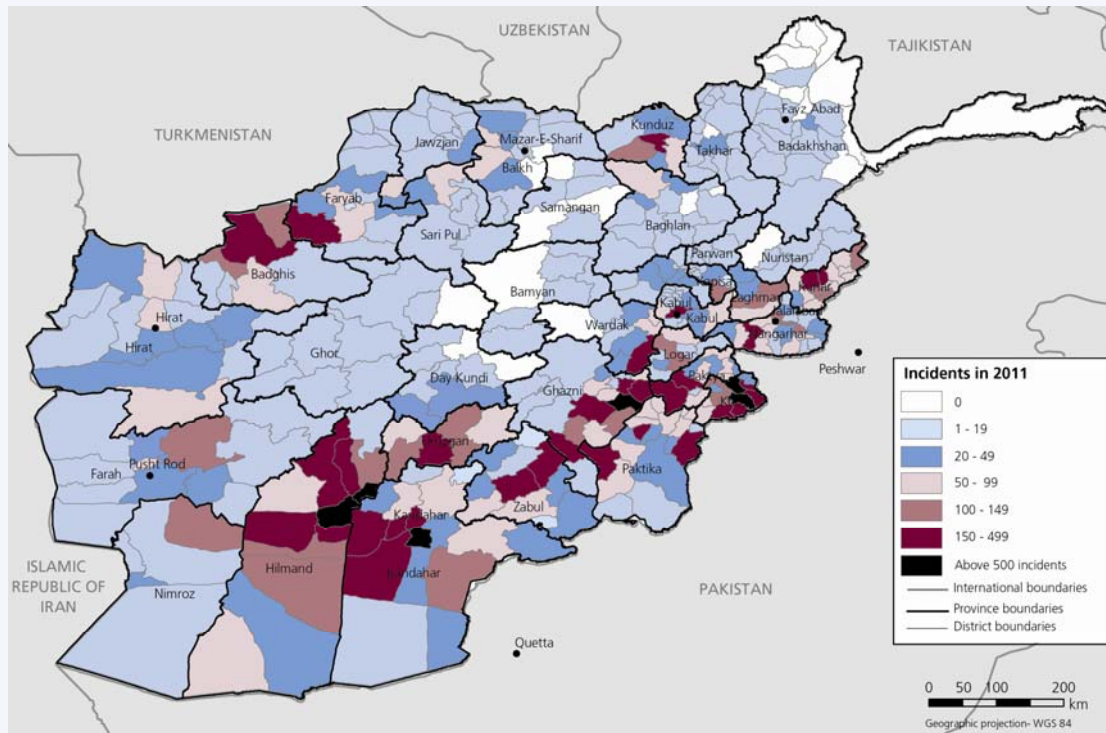 UZBEKISTAN
TAJIKISTAN
TURKMENISTAN
Kunduz
Fayz Abad
Jawzjan
Mazar-E-Sharif
Takhar
Badakhshan
Balkh
Faryab
Samangan
Sari Pul
Baghlan
Badghis
Parwan
Nuristan
Bamyan
Kabul
Hirat
Wardak
Kabul
Hirat
Ghor
Logar
Peshwar
Day Kundi
Ghazni
Farah
Pusht Rod
Paktika
Kandahar
Zabul
Hilmand
Kandahar
Nimroz
ISLAMIC
REPUBLIC OF
IRAN
PAKISTAN
Quetta
Incidents in 2011
0
1 - 19
20 - 49
50 - 99
100 - 149
150 - 499
Above 500 incidents
International boundaries
Province boundaries
District boundaries
0 50 100 200
km
Geographic projection- WGS 84